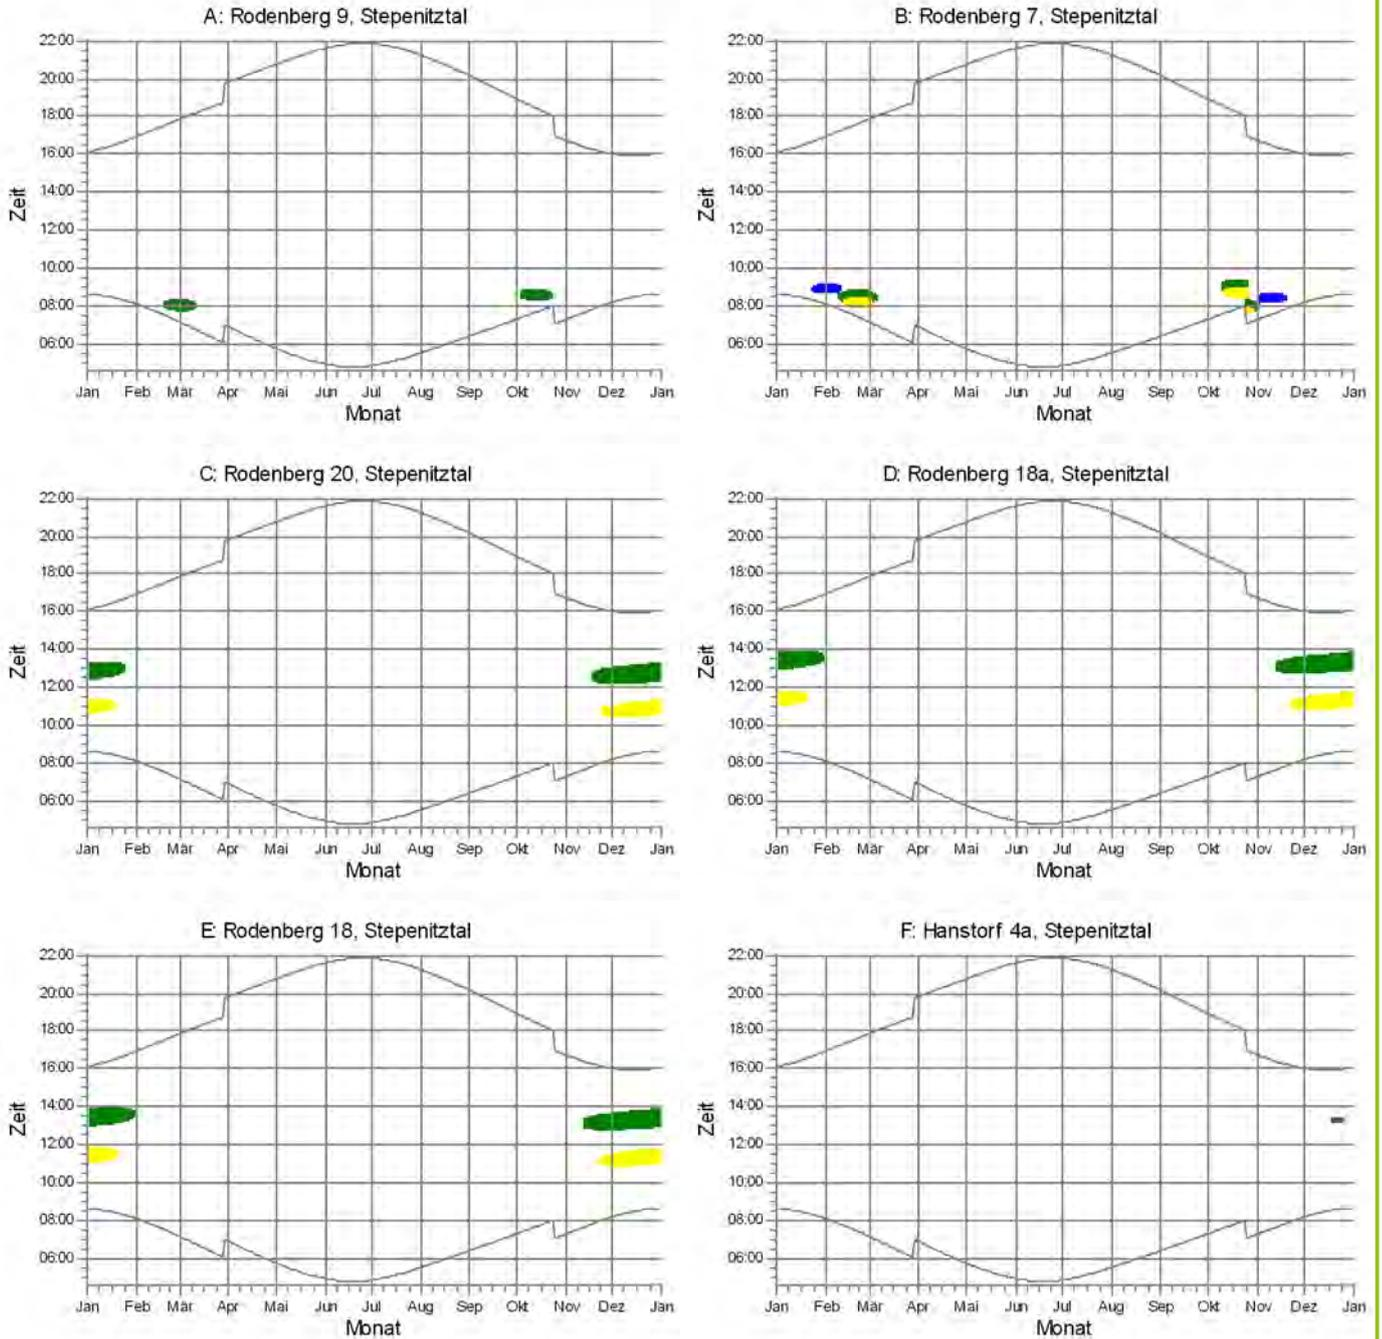 A: Rodenberg 9, Stepenitztal
22:00
20:00
18:00
16:00
14:00
12:00
10:00
08:00
06:00
Zeit
Jan Feb Mär Apr Mai Jun Jul Aug Sep Okt Nov Dez Jan
Monat
B: Rodenberg 7, Stepenitztal
22:00
20:00
18:00
16:00
14:00
12:00
10:00
08:00
06:00
Zeit
Jan Feb Mär Apr Mai Jun Jul Aug Sep Okt Nov Dez Jan
Monat
C: Rodenberg 20, Stepenitztal
22:00
20:00
18:00
16:00
14:00
12:00
10:00
08:00
06:00
Zeit
Jan Feb Mär Apr Mai Jun Jul Aug Sep Okt Nov Dez Jan
Monat
D: Rodenberg 18a, Stepenitztal
22:00
20:00
18:00
16:00
14:00
12:00
10:00
08:00
06:00
Zeit
Jan Feb Mär Apr Mai Jun Jul Aug Sep Okt Nov Dez Jan
Monat
E: Rodenberg 18, Stepenitztal
22:00
20:00
18:00
16:00
14:00
12:00
10:00
08:00
06:00
Zeit
Jan Feb Mär Apr Mai Jun Jul Aug Sep Okt Nov Dez Jan
Monat
F: Hanstorf 4a, Stepenitztal
22:00
20:00
18:00
16:00
14:00
12:00
10:00
08:00
06:00
Zeit
Jan Feb Mär Apr Mai Jun Jul Aug Sep Okt Nov Dez Jan
Monat